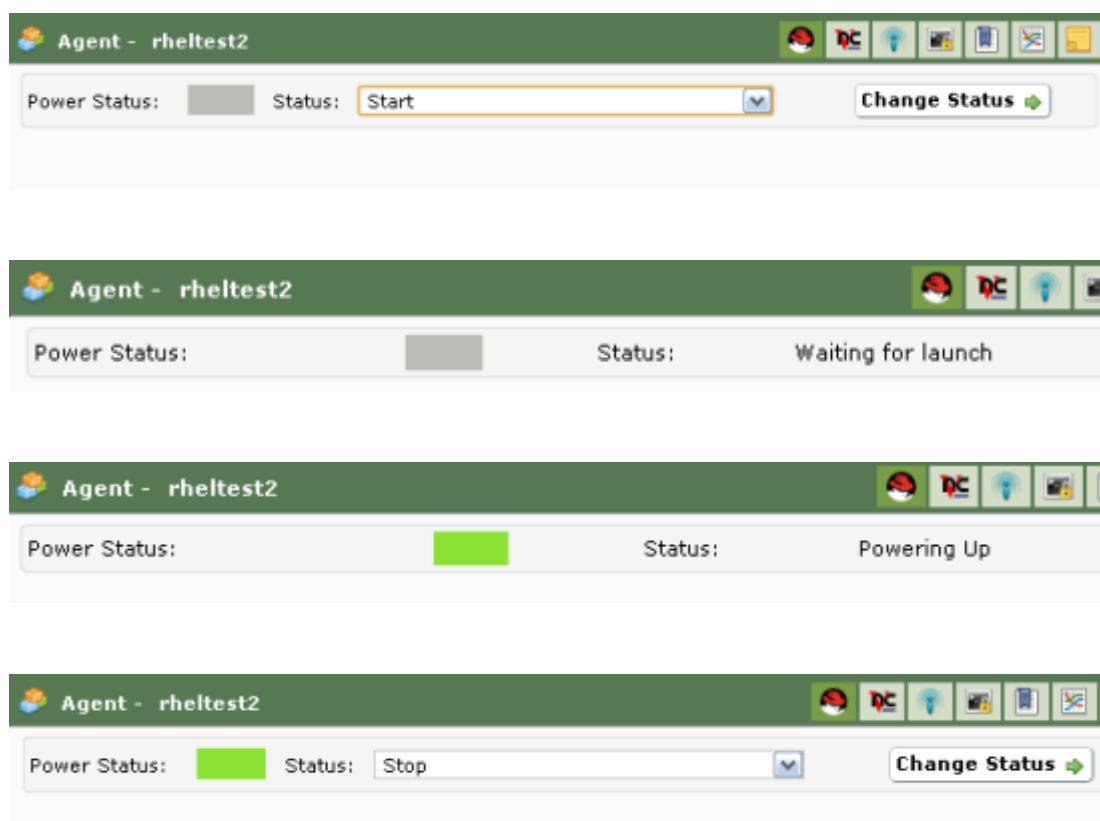 Agent - rheltest2
Power Status: Status: Start Change Status
Agent - rheltest2
Power Status: Status: Waiting for launch
Agent - rheltest2
Power Status: Status: Powering Up
Agent - rheltest2
Power Status: Status: Stop Change Status